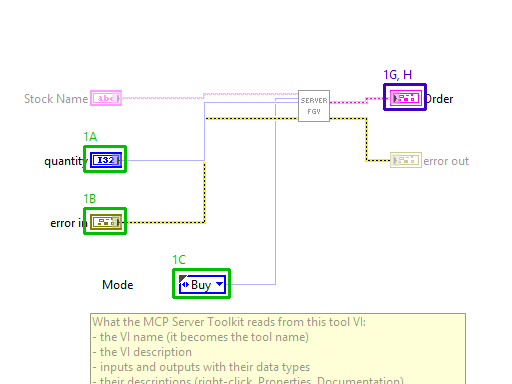 1G, H
Stock Name
abc
SERVER
FGV
Order
1A
quantity
I32
error out
1B
error in
1C
Mode
Buy
What the MCP Server Toolkit reads from this tool VI:
- the VI name (it becomes the tool name)
- the VI description
- inputs and outputs with their data types
- their descriptions (right-click, Properties, Documentation)